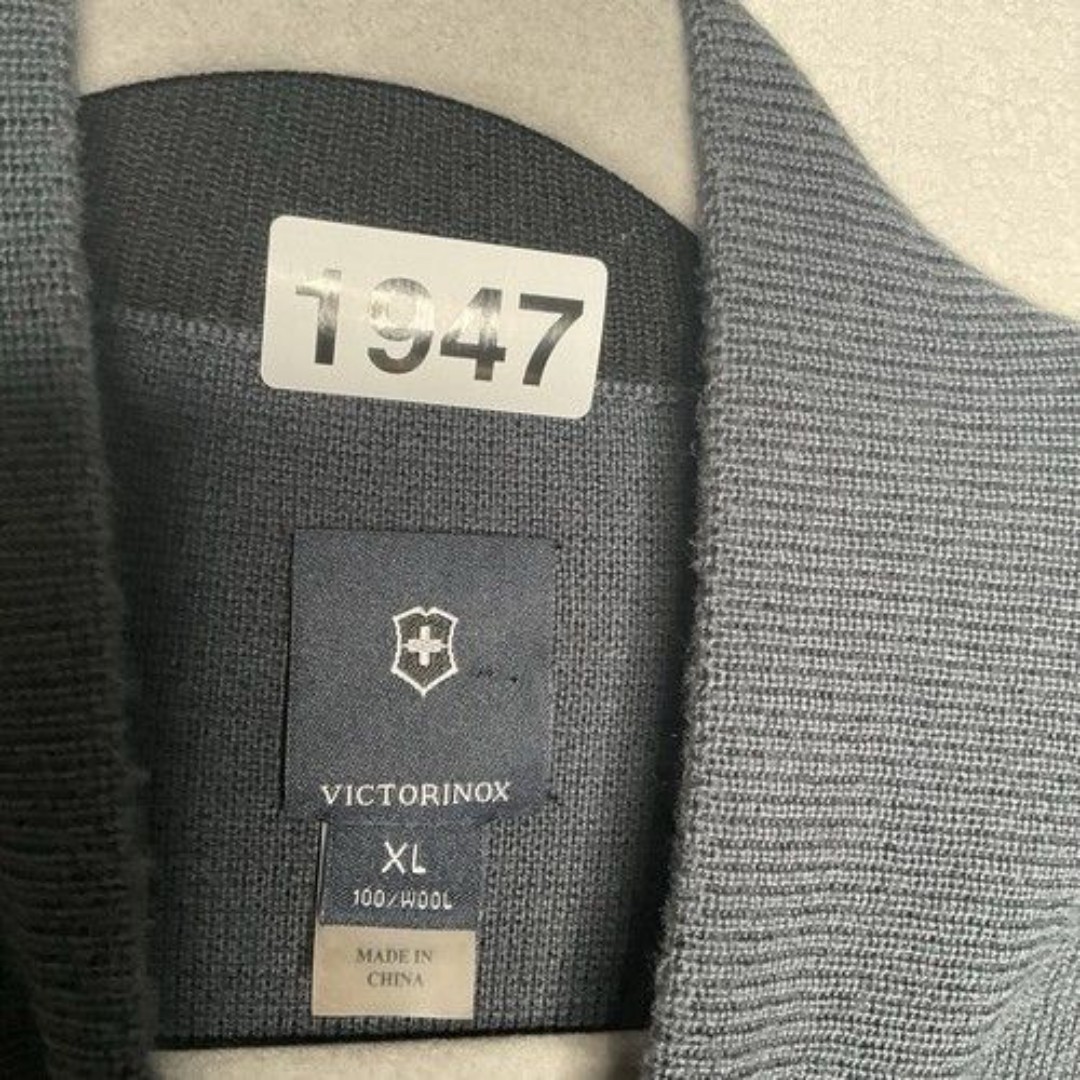 1947
VICTORINOX
XL
100/WOOL
MADE IN
CHINA